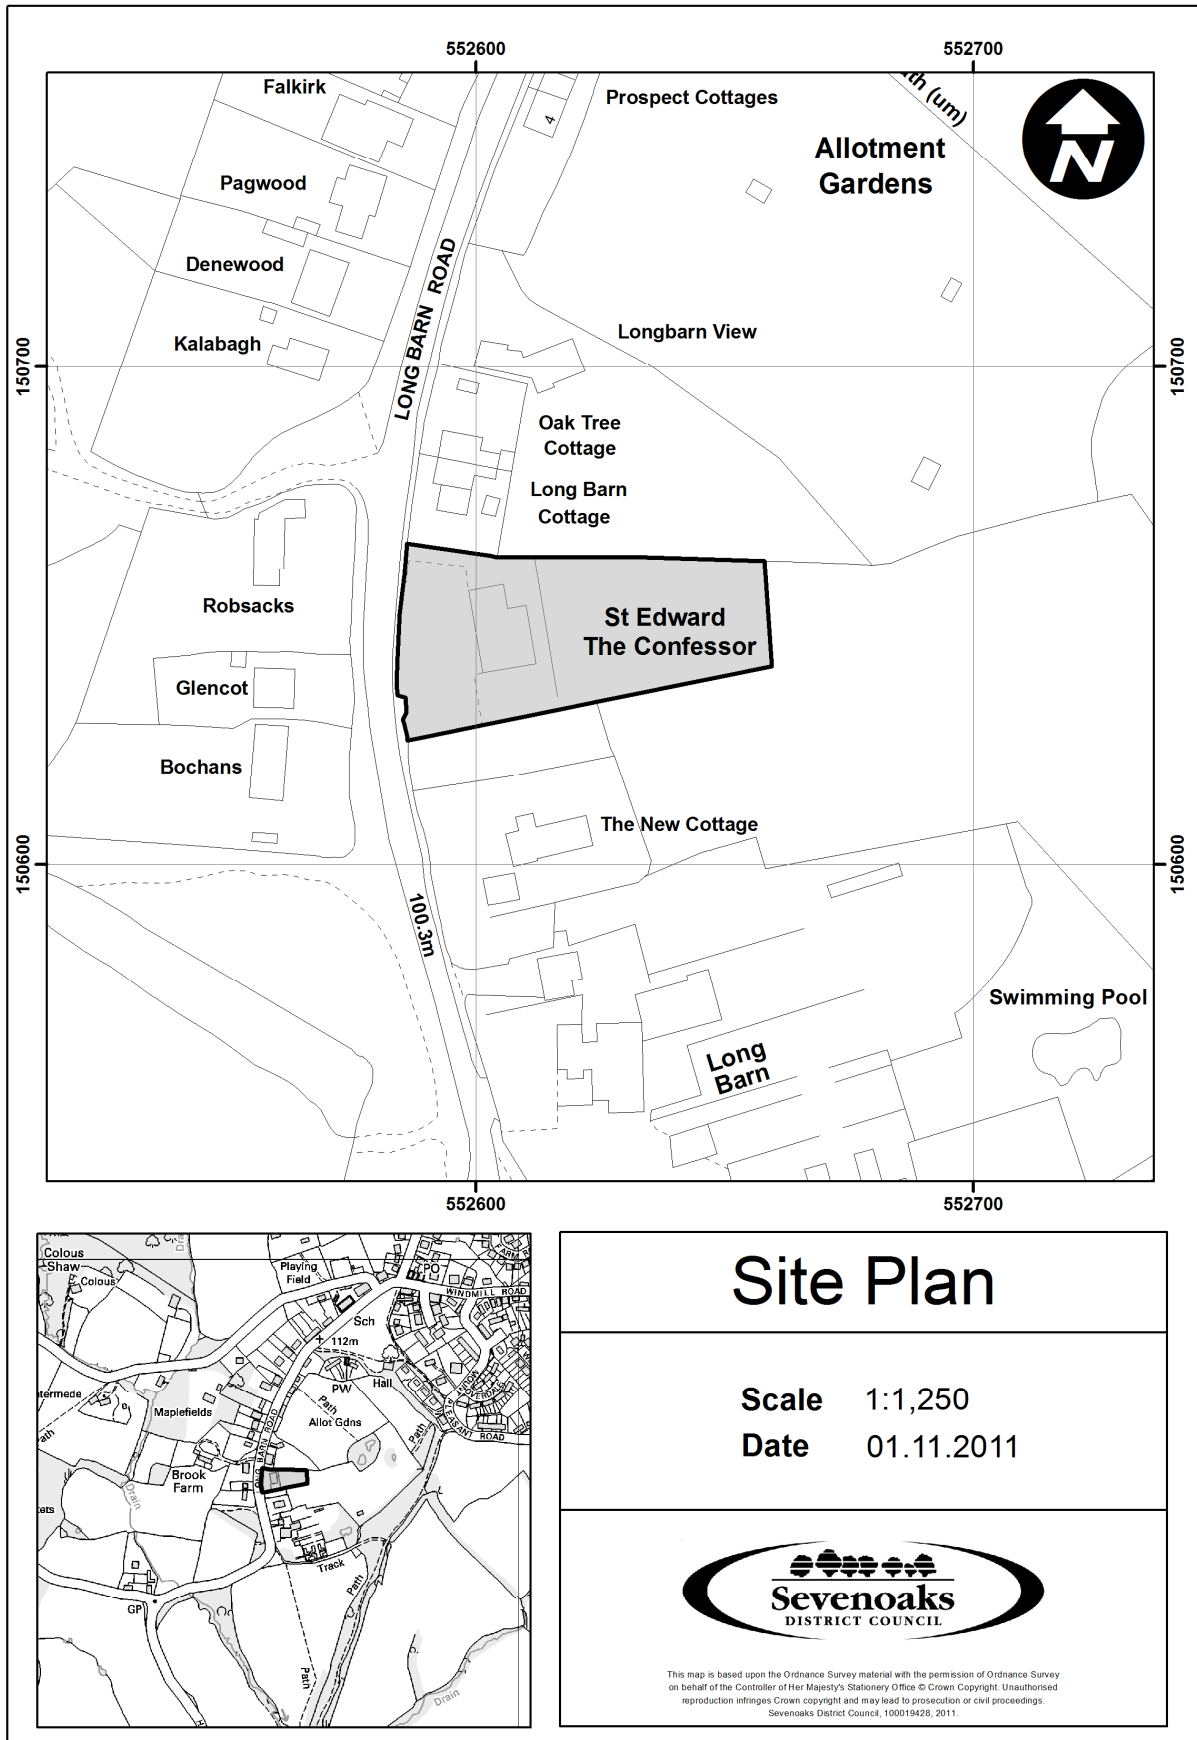 552600
552700
Falkirk
Prospect Cottages
4
Allotment
Gardens
N
Pagwood
LONG BARN ROAD
Denewood
Kalabagh
Longbarn View
150700
150700
Oak Tree
Cottage
Long Barn
Cottage
Robsacks
St Edward
The Confessor
Glencot
Bochans
The New Cottage
150600
150600
100.3m
Swimming Pool
Long
Barn
552600
552700
Colous
Shaw
Colous
Playing
Field
PO
WINDMILL ROAD
Sch
112m
PW
Hall
Path
Allot Gdns
Maplefields
Path
PLEASANT ROAD
Brook
Farm
Drain
Track
Path
GP
Path
Drain
Site Plan
Scale 1:1,250
Date 01.11.2011
Sevenoaks
DISTRICT COUNCIL
This map is based upon the Ordnance Survey material with the permission of Ordnance Survey
on behalf of the Controller of Her Majesty's Stationery Office © Crown Copyright. Unauthorised
reproduction infringes Crown copyright and may lead to prosecution or civil proceedings.
Sevenoaks District Council, 100019428, 2011.